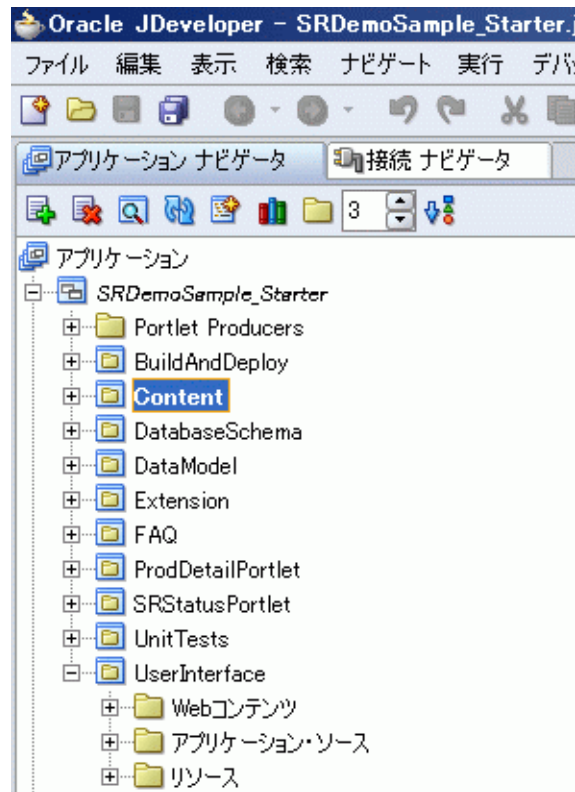 Oracle JDeveloper - SRDemoSample_Starter.j
ファイル 編集 表示 検索 ナビゲート 実行 デバッ
アプリケーション ナビゲータ 接続 ナビゲータ
3
アプリケーション
SRDemoSample_Starter
Portlet Producers
BuildAndDeploy
Content
DatabaseSchema
DataModel
Extension
FAQ
ProdDetailPortlet
SRStatusPortlet
UnitTests
UserInterface
Webコンテンツ
アプリケーション・ソース
リソース